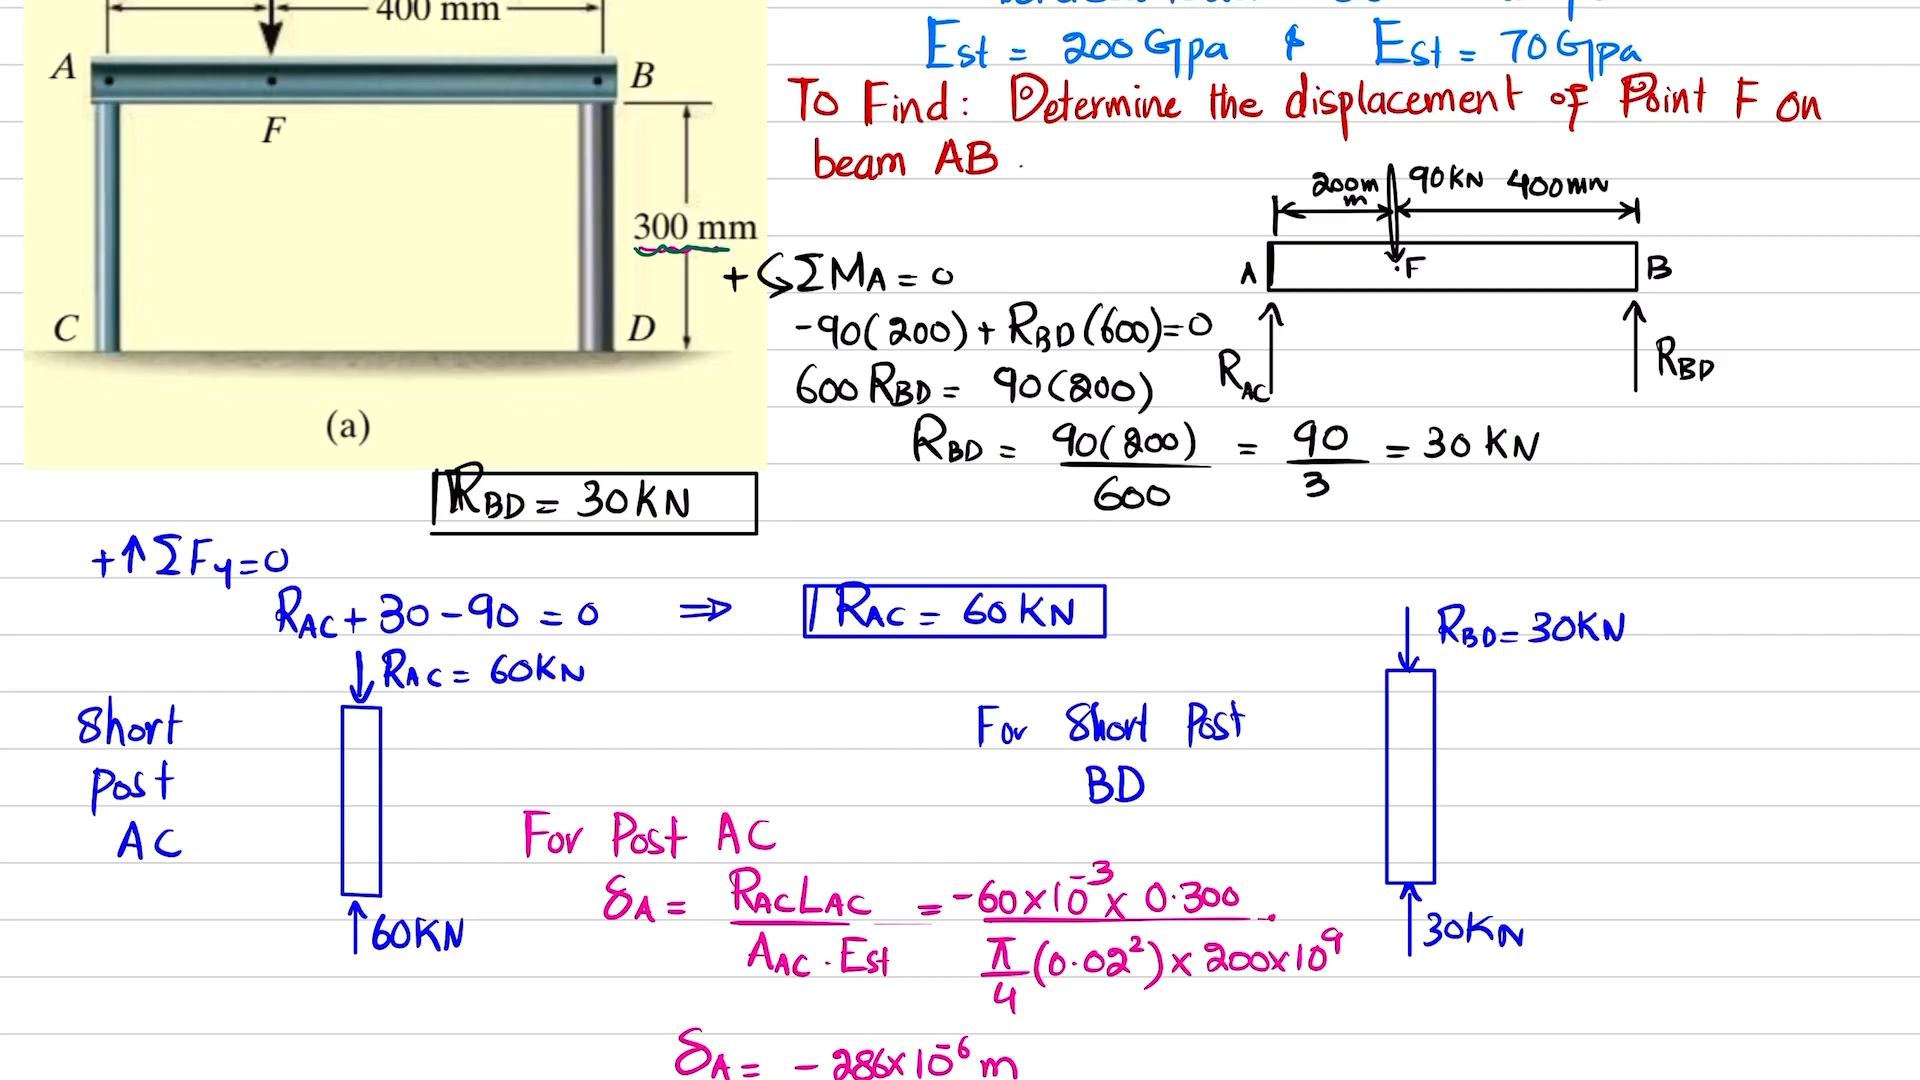 400 mm
A
B
F
300 mm
C
D
(a)
Est = 200 Gpa & Est = 70 Gpa
To Find: Determine the displacement of Point F on
beam AB.
200mm 90KN 400mm
A F B
RAC RBD
+ ΣMA = 0
-90(200) + RBD(600) = 0
600 RBD = 90(200)
RBD = 90(200)/600 = 90/3 = 30 KN
RBD = 30KN
+↑ΣFy=0
RAC + 30 - 90 = 0 ⇒ RAC = 60 KN
↓RAC = 60KN
Short
Post
AC
↑60KN
RBD = 30KN
For Short Post
BD
↑30KN
For Post AC
δA = RACLAC/AAC·Est = -60×10⁻³× 0.300/π/4(0.02²)×200×10⁹
δA = -286×10⁻⁶ m